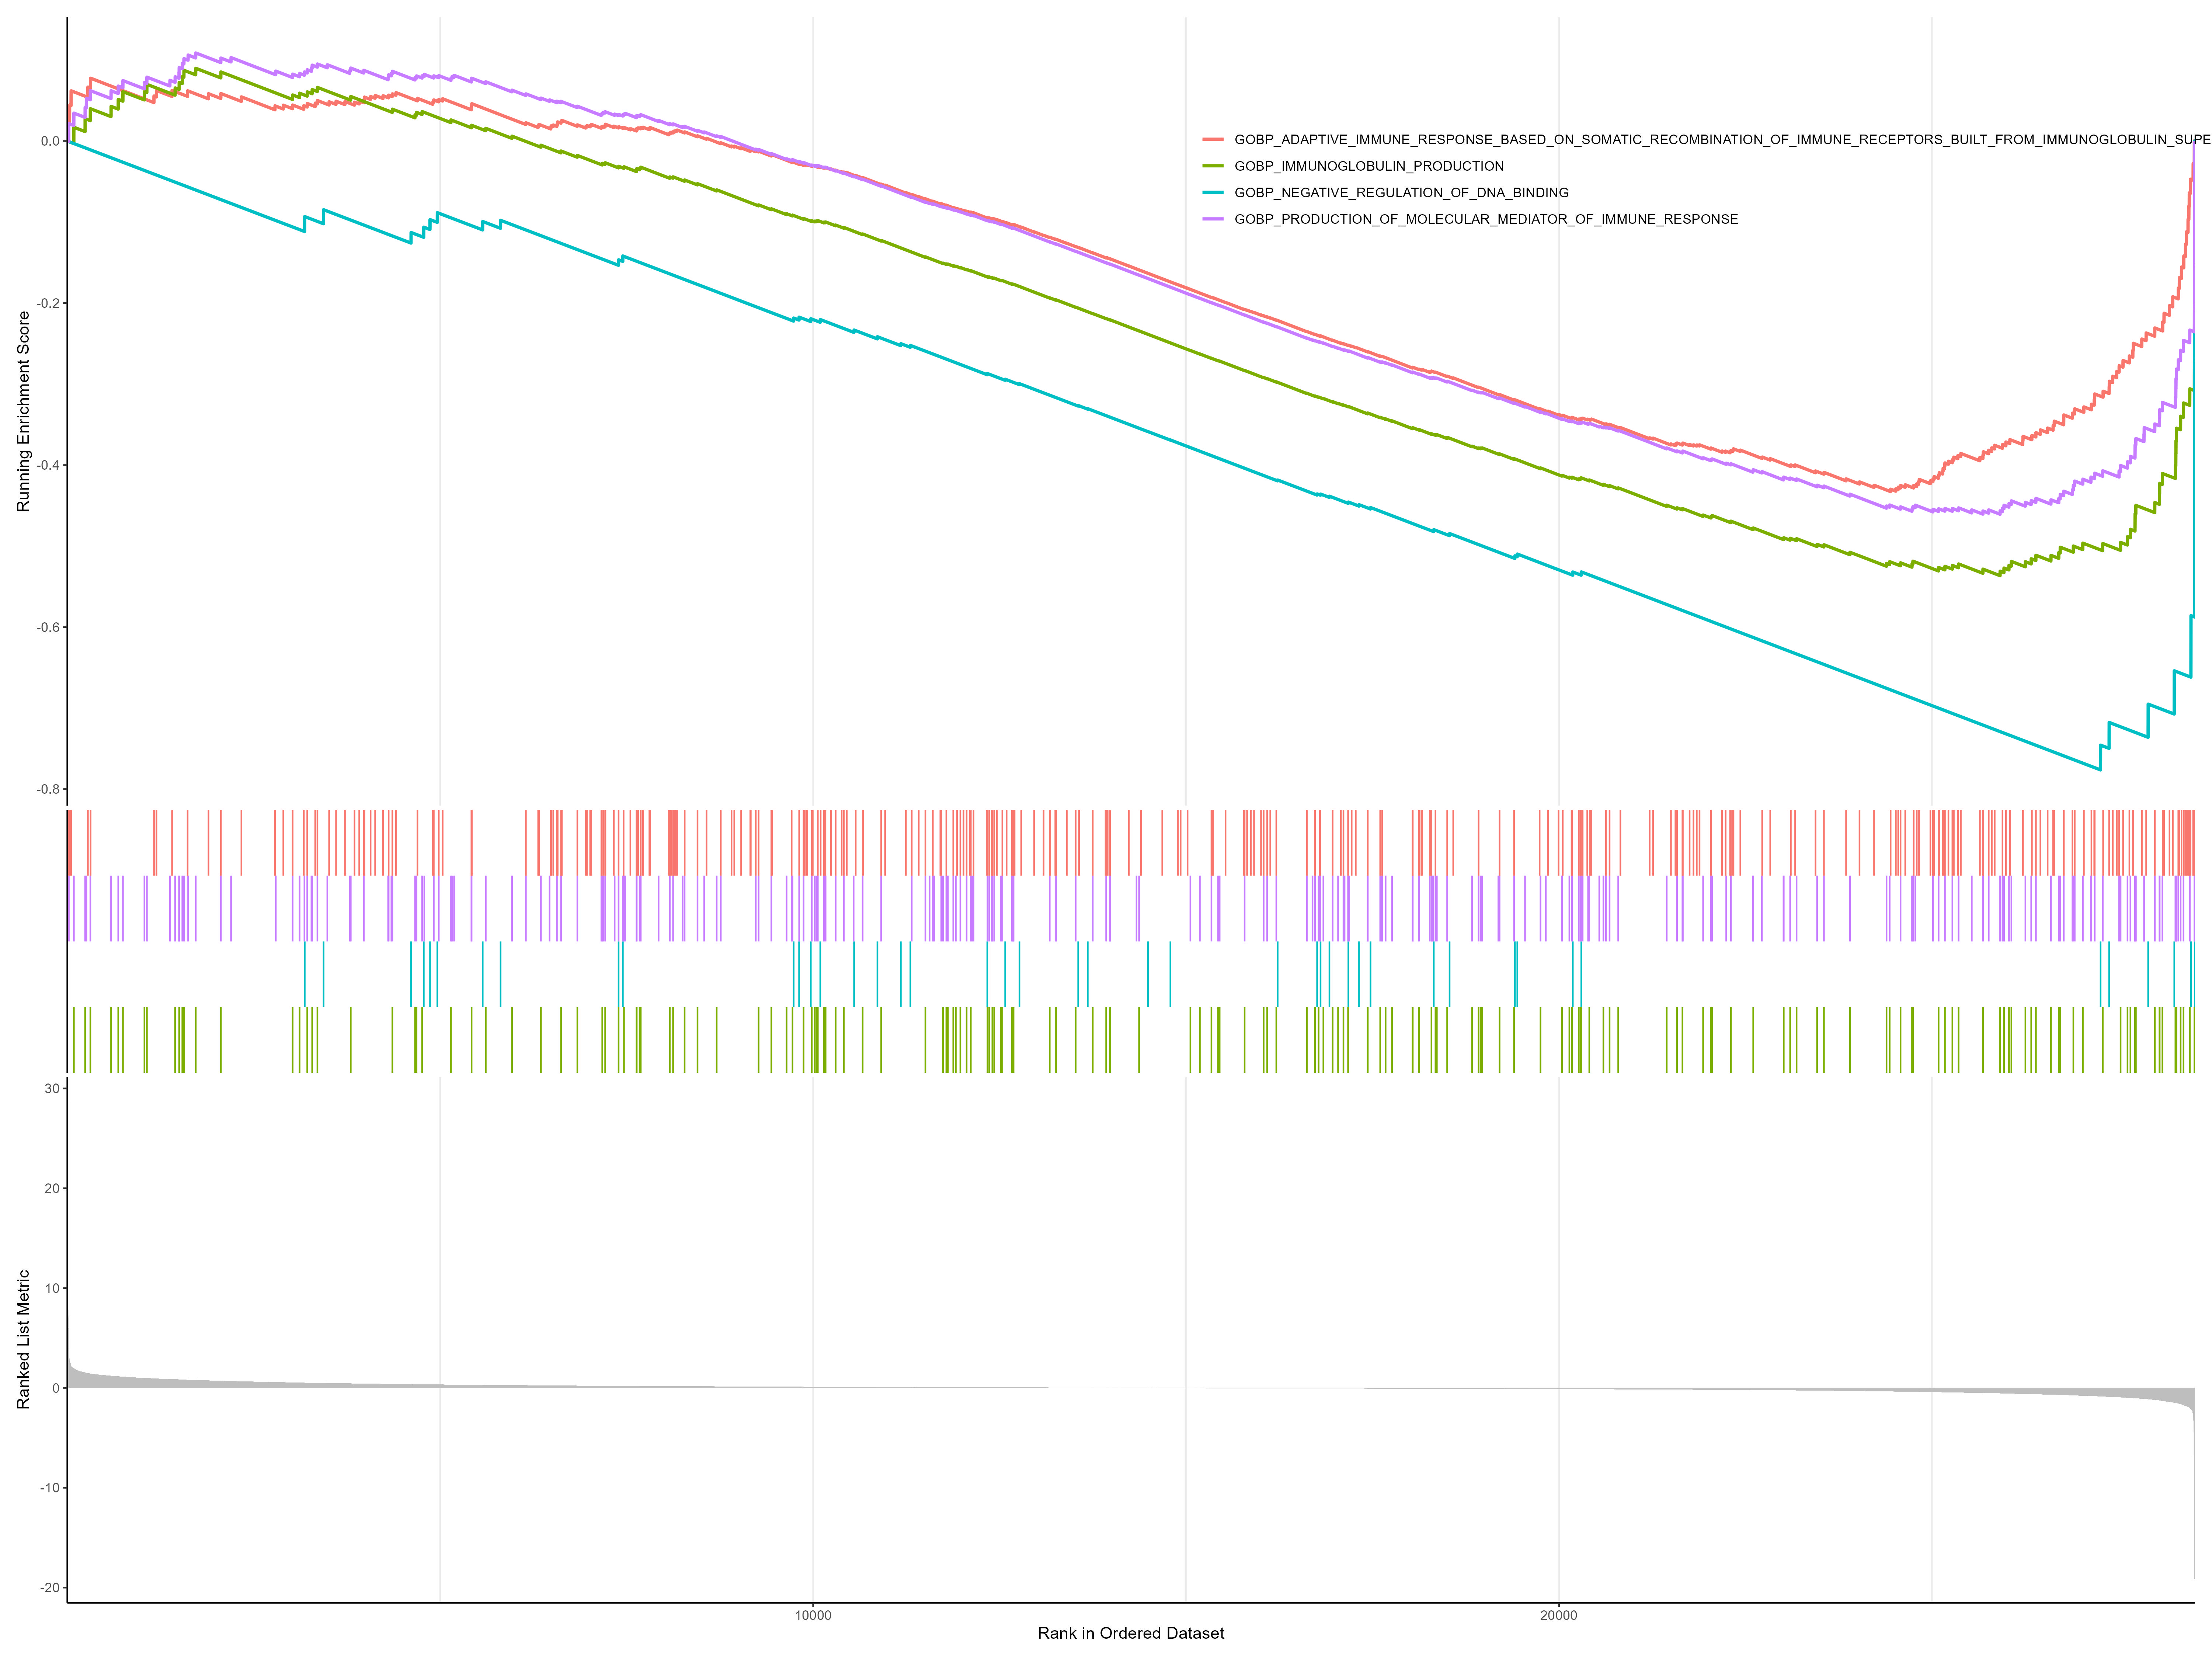 Running Enrichment Score
0.0
-0.2
-0.4
-0.6
-0.8
GOBP_ADAPTIVE_IMMUNE_RESPONSE_BASED_ON_SOMATIC_RECOMBINATION_OF_IMMUNE_RECEPTORS_BUILT_FROM_IMMUNOGLOBULIN_SUPE
GOBP_IMMUNOGLOBULIN_PRODUCTION
GOBP_NEGATIVE_REGULATION_OF_DNA_BINDING
GOBP_PRODUCTION_OF_MOLECULAR_MEDIATOR_OF_IMMUNE_RESPONSE
Ranked List Metric
30
20
10
0
-10
-20
10000 20000
Rank in Ordered Dataset